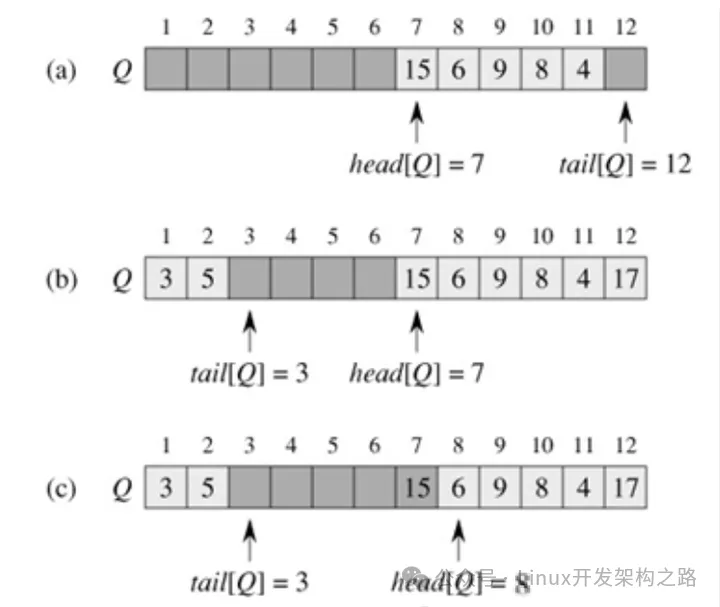 1 2 3 4 5 6 7 8 9 10 11 12
(a) Q 15 6 9 8 4
head[Q] = 7 tail[Q] = 12
1 2 3 4 5 6 7 8 9 10 11 12
(b) Q 3 5 15 6 9 8 4 17
tail[Q] = 3 head[Q] = 7
1 2 3 4 5 6 7 8 9 10 11 12
(c) Q 3 5 15 6 9 8 4 17
tail[Q] = 3 head[Q] = 8
公众号 · Linux开发架构之路